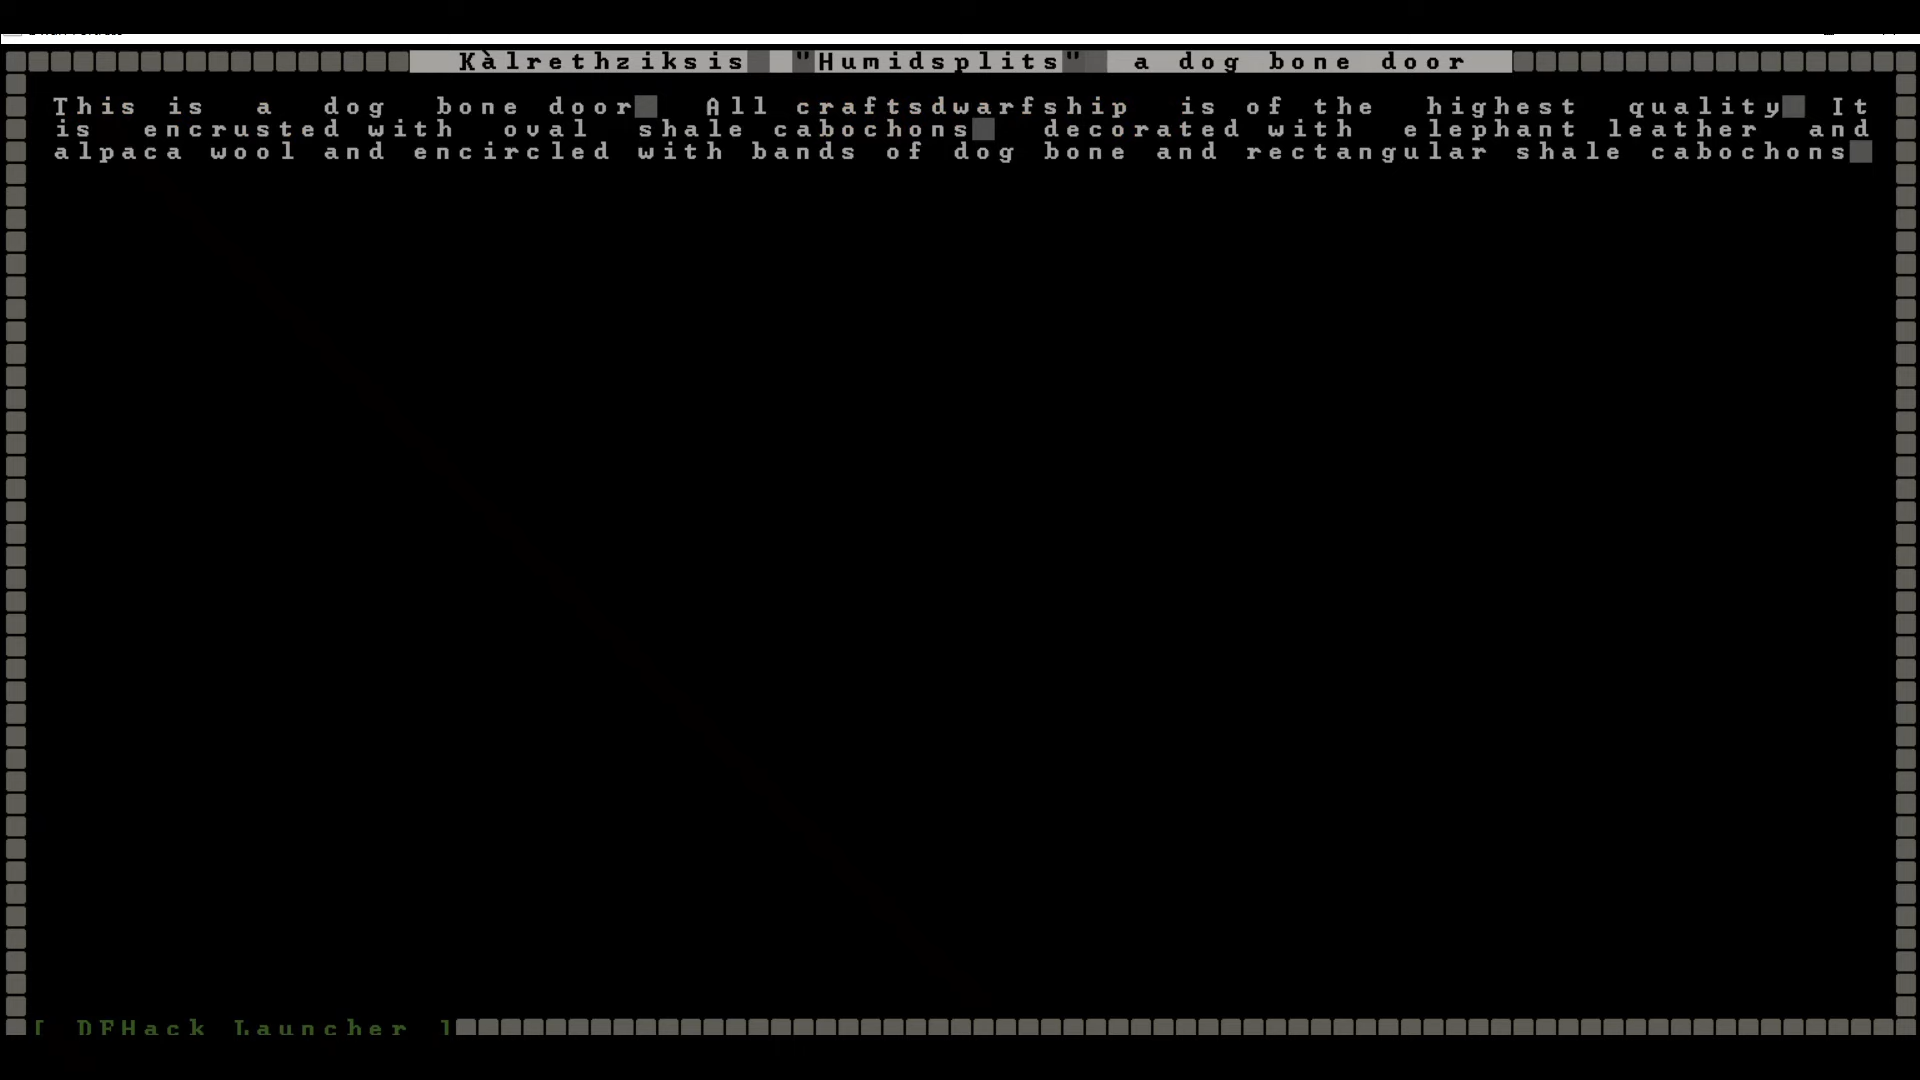 Kàlrethziksis "Humidsplits" a dog bone door
This is a dog bone door All craftsdwarfship is of the highest quality It
is encrusted with oval shale cabochons decorated with elephant leather and
alpaca wool and encircled with bands of dog bone and rectangular shale cabochons
[ DFHack Launcher ]